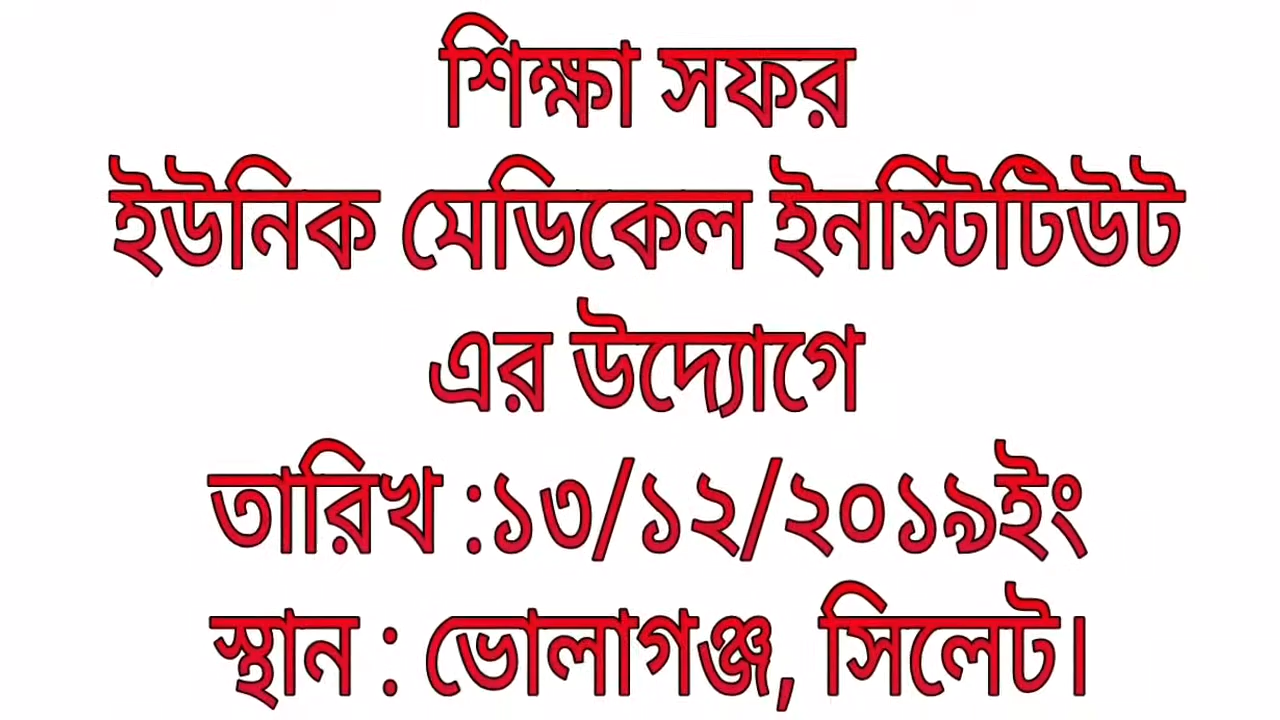 শিক্ষা সফর
ইউনিক মেডিকেল ইনস্টিটিউট
এর উদ্যোগে
তারিখ :১৩/১২/২০১৯ইং
স্থান : ভোলাগঞ্জ, সিলেট।